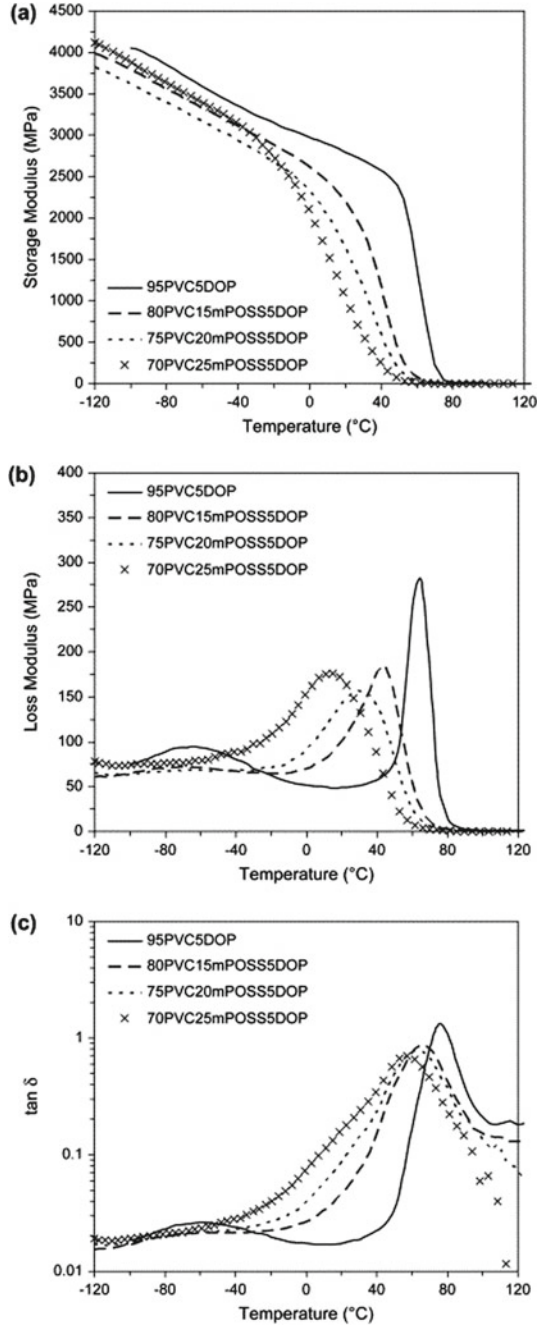 (a)
4500
4000
3500
3000
2500
2000
1500
1000
500
0
Storage Modulus (MPa)
95PVC5DOP
80PVC15mPOSS5DOP
75PVC20mPOSS5DOP
70PVC25mPOSS5DOP
-120 -80 -40 0 40 80 120
Temperature (°C)
(b)
400
350
300
250
200
150
100
50
0
Loss Modulus (MPa)
95PVC5DOP
80PVC15mPOSS5DOP
75PVC20mPOSS5DOP
70PVC25mPOSS5DOP
-120 -80 -40 0 40 80 120
Temperature (°C)
(c)
10
1
0.1
0.01
tan δ
95PVC5DOP
80PVC15mPOSS5DOP
75PVC20mPOSS5DOP
70PVC25mPOSS5DOP
-120 -80 -40 0 40 80 120
Temperature (°C)